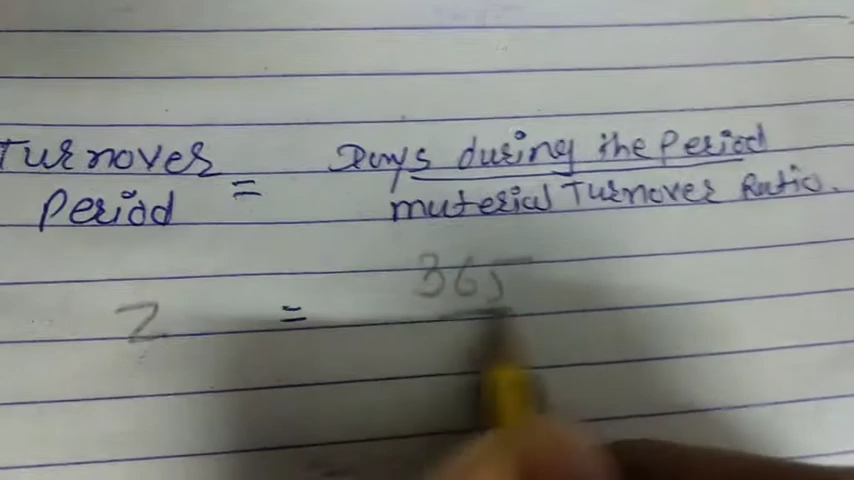 Turnover = Days during the Period
Period material Turnover Ratio.
Z = 365